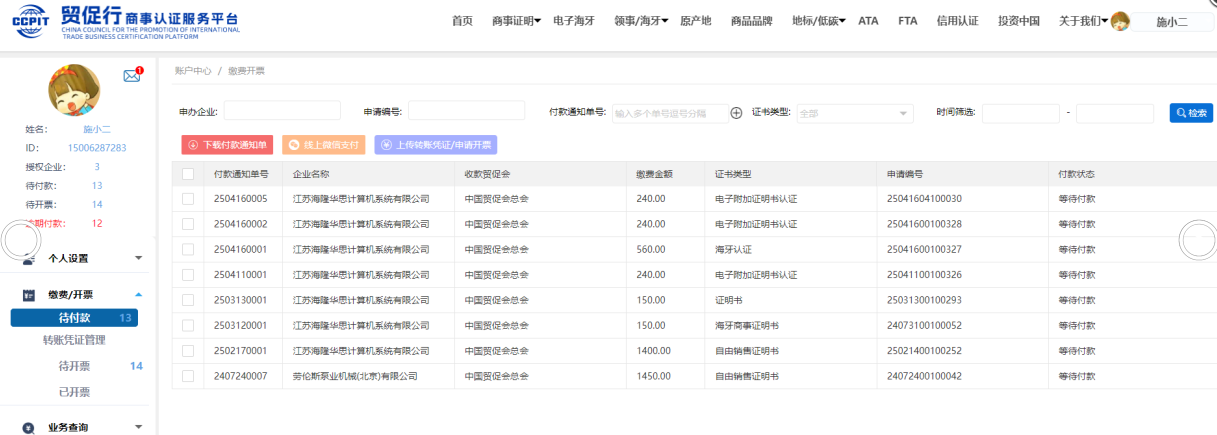 CCPIT 贸促行 商事认证服务平台
CHINA COUNCIL FOR THE PROMOTION OF INTERNATIONAL
TRADE BUSINESS CERTIFICATION PLATFORM
首页 商事证明 电子海牙 领事/海牙 原产地 商品品牌 地标/低碳 ATA FTA 信用认证 投资中国 关于我们 施小二
1
姓名: 施小二
ID: 15006287283
授权企业: 3
待付款: 13
待开票: 14
期付款: 12
个人设置
缴费/开票
待付款 13
转账凭证管理
待开票 14
已开票
业务查询
账户中心 / 缴费开票
申办企业: 申请编号: 付款通知单号: 输入多个单号逗号分隔 证书类型: 全部 时间筛选: - 检索
下载付款通知单 线上微信支付 上传转账凭证/申请开票
付款通知单号 企业名称 收款贸促会 缴费金额 证书类型 申请编号 付款状态
2504160005 江苏海隆华思计算机系统有限公司 中国贸促会总会 240.00 电子附加证明书认证 25041604100030 等待付款
2504160002 江苏海隆华思计算机系统有限公司 中国贸促会总会 240.00 电子附加证明书认证 25041600100328 等待付款
2504160001 江苏海隆华思计算机系统有限公司 中国贸促会总会 560.00 海牙认证 25041600100327 等待付款
2504110001 江苏海隆华思计算机系统有限公司 中国贸促会总会 240.00 电子附加证明书认证 25041100100326 等待付款
2503130001 江苏海隆华思计算机系统有限公司 中国贸促会总会 150.00 证明书 25031300100293 等待付款
2503120001 江苏海隆华思计算机系统有限公司 中国贸促会总会 150.00 海牙商事证明书 24073100100052 等待付款
2502170001 江苏海隆华思计算机系统有限公司 中国贸促会总会 1400.00 自由销售证明书 25021400100252 等待付款
2407240007 劳伦斯泵业机械(北京)有限公司 中国贸促会总会 1450.00 自由销售证明书 24072400100042 等待付款